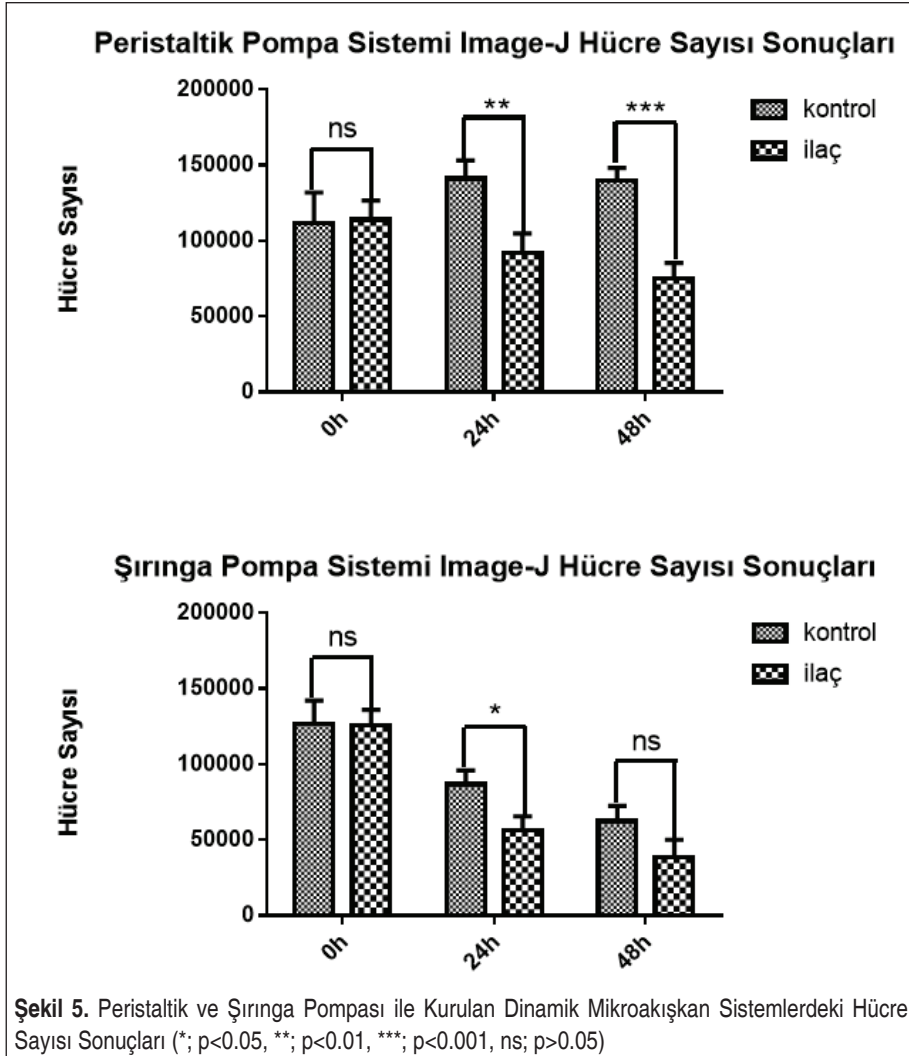 Peristaltik Pompa Sistemi Image-J Hücre Sayısı Sonuçları
Hücre Sayısı
200000
150000
100000
50000
0
ns
**
***
kontrol
ilaç
0h
24h
48h
Şırınga Pompa Sistemi Image-J Hücre Sayısı Sonuçları
Hücre Sayısı
200000
150000
100000
50000
0
ns
*
ns
kontrol
ilaç
0h
24h
48h
Şekil 5. Peristaltik ve Şırınga Pompası ile Kurulan Dinamik Mikroakışkan Sistemlerdeki Hücre
Sayısı Sonuçları (*; p<0.05, **; p<0.01, ***; p<0.001, ns; p>0.05)